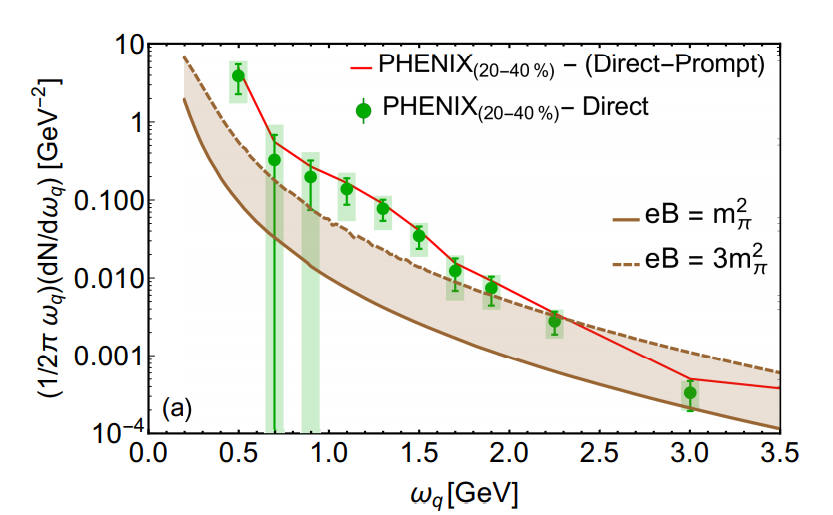 10
1
0.100
0.010
0.001
10⁻⁴
(1/2π ω_q)(dN/dω_q) [GeV⁻²]
PHENIX(20−40 %) − (Direct−Prompt)
PHENIX(20−40 %)− Direct
eB = m_π²
eB = 3m_π²
(a)
0.0 0.5 1.0 1.5 2.0 2.5 3.0 3.5
ω_q [GeV]